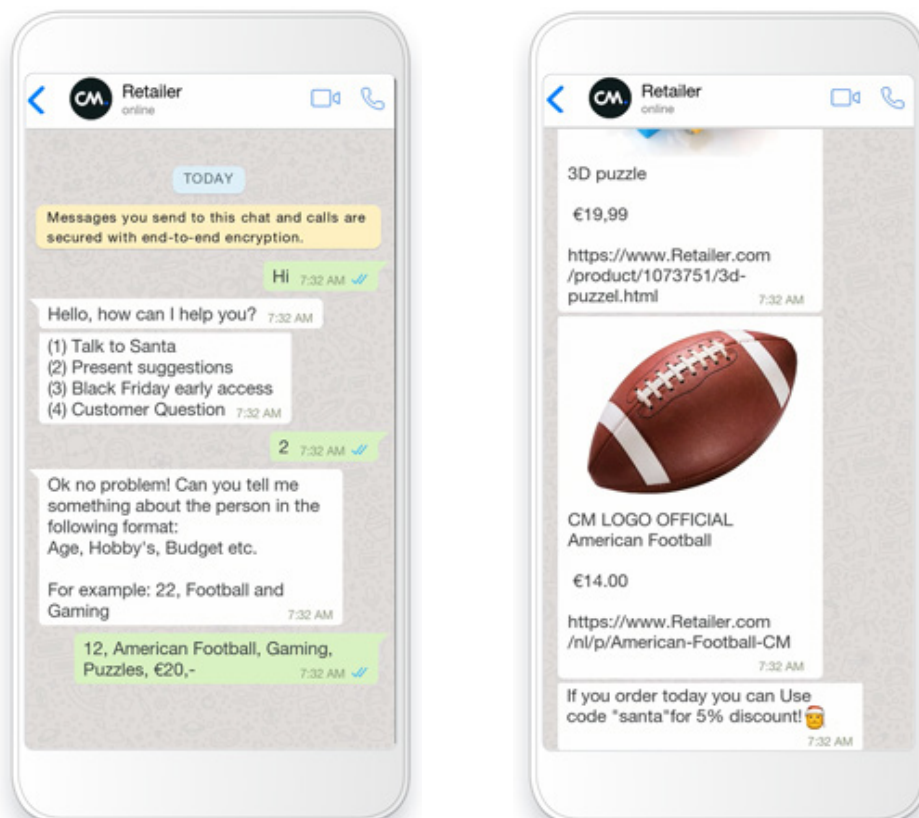 CM.
Retailer
online
TODAY
Messages you send to this chat and calls are
secured with end-to-end encryption.
Hi 7:32 AM
Hello, how can I help you? 7:32 AM
(1) Talk to Santa
(2) Present suggestions
(3) Black Friday early access
(4) Customer Question 7:32 AM
2 7:32 AM
Ok no problem! Can you tell me
something about the person in the
following format:
Age, Hobby's, Budget etc.
For example: 22, Football and
Gaming 7:32 AM
12, American Football, Gaming,
Puzzles, €20,- 7:32 AM
CM.
Retailer
online
3D puzzle
€19,99
https://www.Retailer.com
/product/1073751/3d-
puzzel.html 7:32 AM
CM LOGO OFFICIAL
American Football
€14.00
https://www.Retailer.com
/nl/p/American-Football-CM
7:32 AM
If you order today you can Use
code "santa"for 5% discount!🎅
7:32 AM